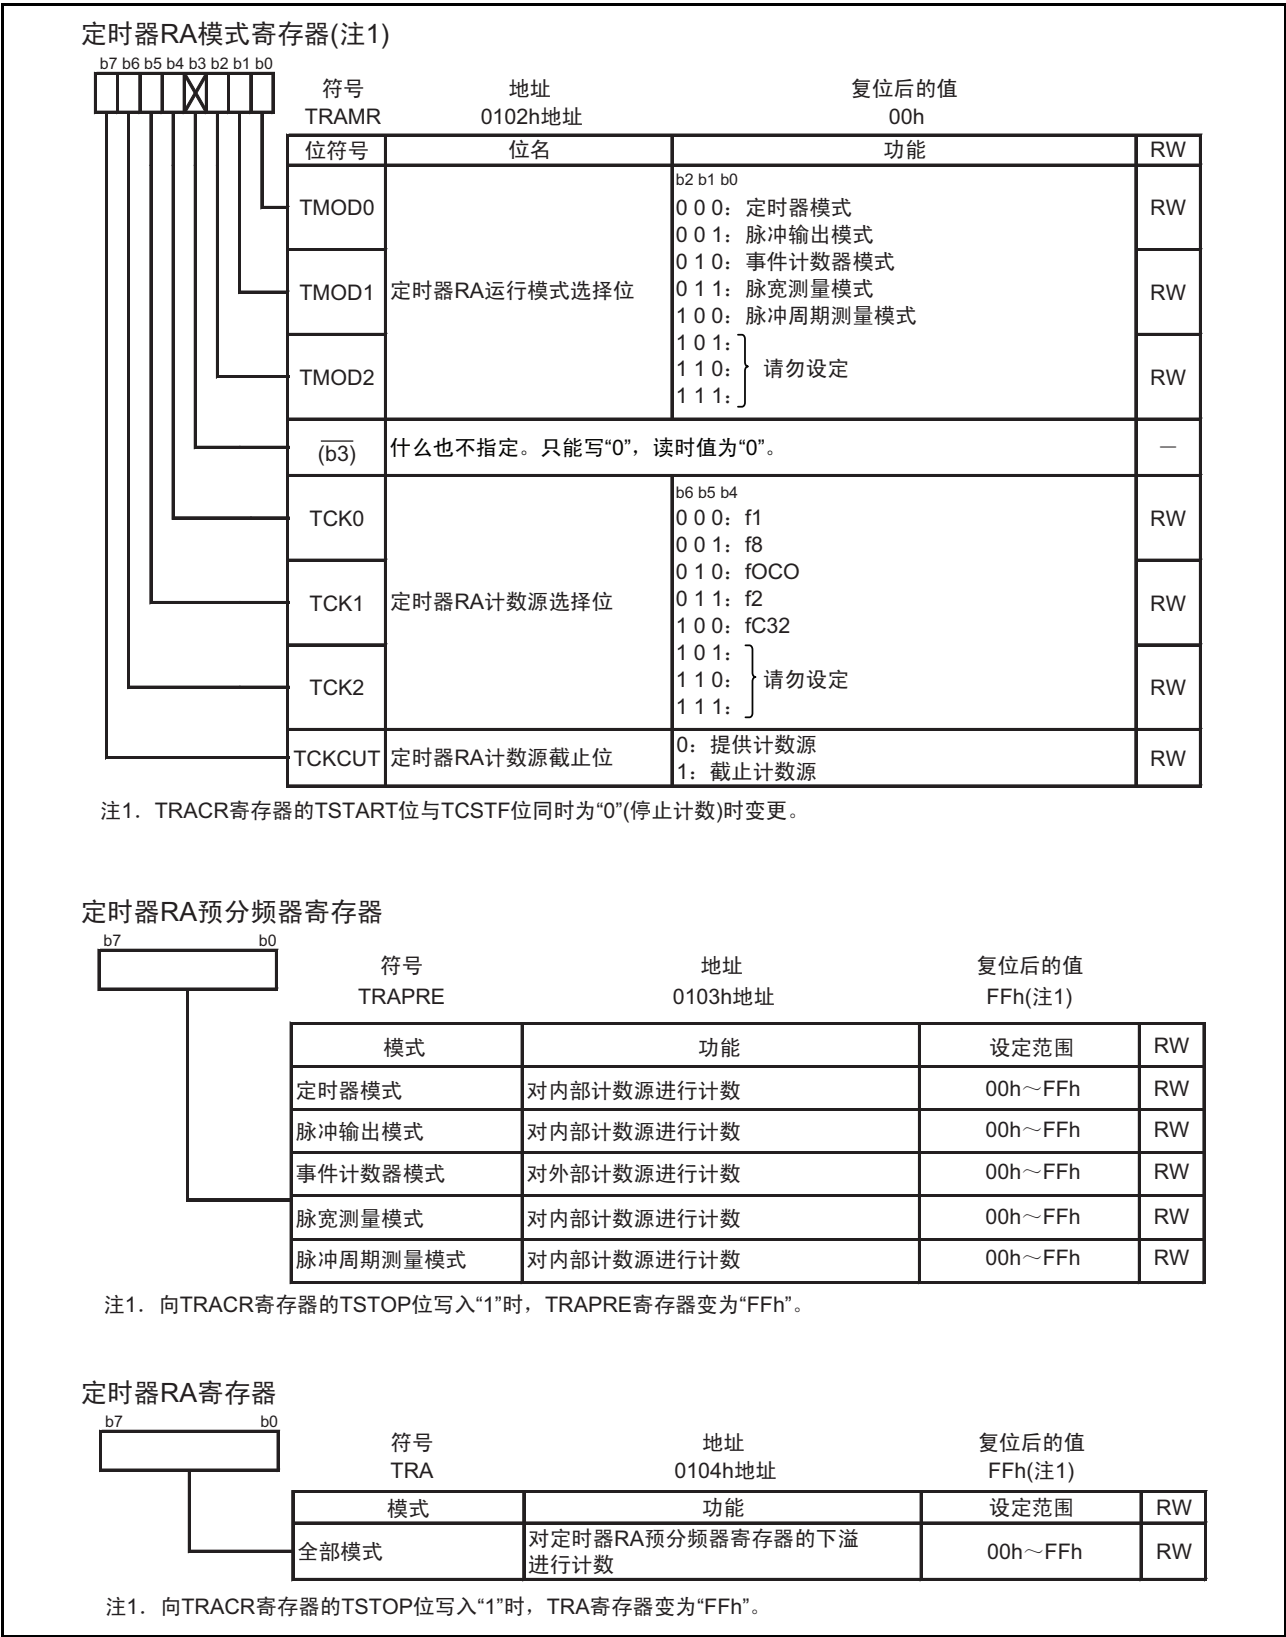 定时器RA模式寄存器(注1)
b7 b6 b5 b4 b3 b2 b1 b0
符号 地址 复位后的值
TRAMR 0102h地址 00h
位符号 位名 功能 RW
TMOD0 RW
TMOD1 定时器RA运行模式选择位 RW
TMOD2 RW
b2 b1 b0
0 0 0：定时器模式
0 0 1：脉冲输出模式
0 1 0：事件计数器模式
0 1 1：脉宽测量模式
1 0 0：脉冲周期测量模式
1 0 1：
1 1 0： 请勿设定
1 1 1：
(b3) 什么也不指定。只能写“0”，读时值为“0”。 —
TCK0 RW
TCK1 定时器RA计数源选择位 RW
TCK2 RW
b6 b5 b4
0 0 0：f1
0 0 1：f8
0 1 0：fOCO
0 1 1：f2
1 0 0：fC32
1 0 1：
1 1 0： 请勿设定
1 1 1：
TCKCUT 定时器RA计数源截止位 RW
0：提供计数源
1：截止计数源
注1．TRACR寄存器的TSTART位与TCSTF位同时为“0”(停止计数)时变更。
定时器RA预分频器寄存器
b7 b0
符号 地址 复位后的值
TRAPRE 0103h地址 FFh(注1)
模式 功能 设定范围 RW
定时器模式 对内部计数源进行计数 00h～FFh RW
脉冲输出模式 对内部计数源进行计数 00h～FFh RW
事件计数器模式 对外部计数源进行计数 00h～FFh RW
脉宽测量模式 对内部计数源进行计数 00h～FFh RW
脉冲周期测量模式 对内部计数源进行计数 00h～FFh RW
注1．向TRACR寄存器的TSTOP位写入“1”时，TRAPRE寄存器变为“FFh”。
定时器RA寄存器
b7 b0
符号 地址 复位后的值
TRA 0104h地址 FFh(注1)
模式 功能 设定范围 RW
全部模式 对定时器RA预分频器寄存器的下溢 00h～FFh RW
进行计数
注1．向TRACR寄存器的TSTOP位写入“1”时，TRA寄存器变为“FFh”。